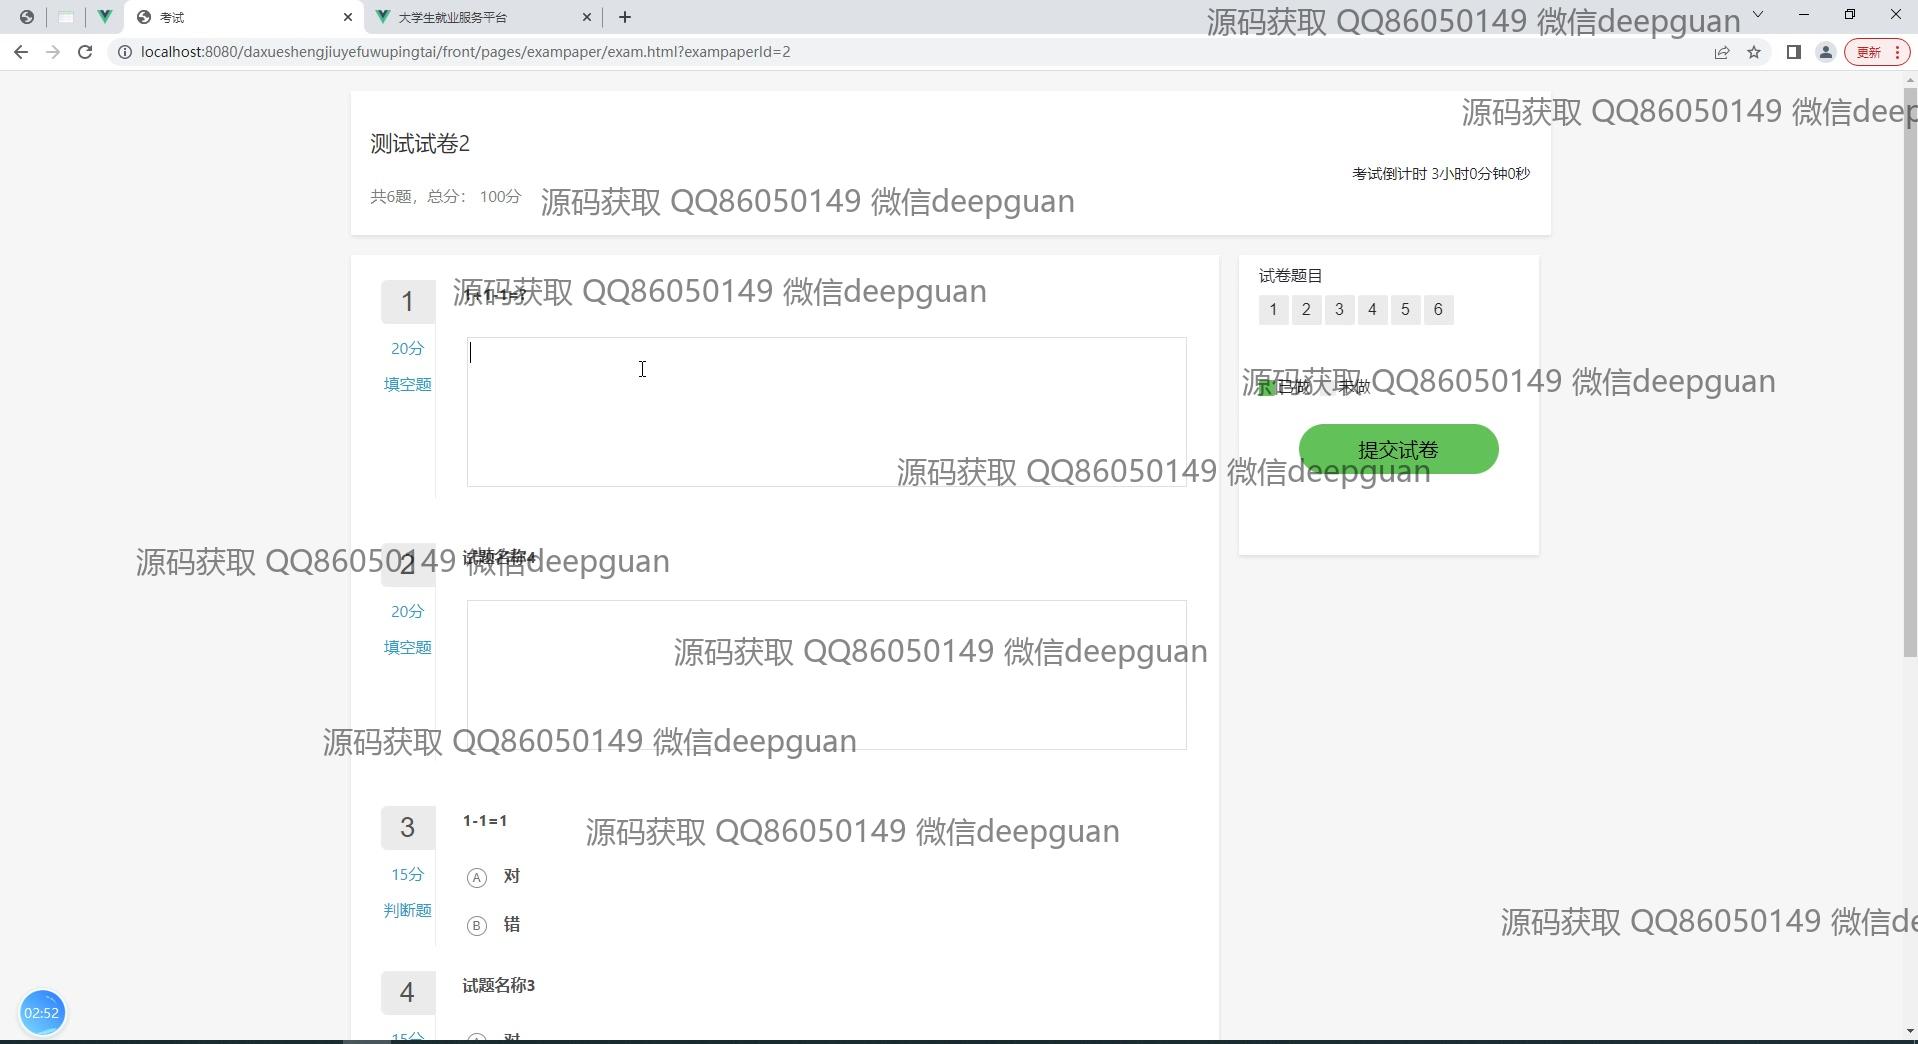 考试
大学生就业服务平台
源码获取 QQ86050149 微信deepguan
localhost:8080/daxueshengjiuyefuwupingtai/front/pages/exampaper/exam.html?exampaperId=2
更新
源码获取 QQ86050149 微信deep
测试试卷2
考试倒计时 3小时0分钟0秒
共6题，总分： 100分
源码获取 QQ86050149 微信deepguan
试卷题目
1
源码获取 QQ86050149 微信deepguan
1 2 3 4 5 6
20分
填空题
源码获取 QQ86050149 微信deepguan
已做 未做
提交试卷
源码获取 QQ86050149 微信deepguan
2
试题名称4
源码获取 QQ86050149 微信deepguan
20分
填空题
源码获取 QQ86050149 微信deepguan
源码获取 QQ86050149 微信deepguan
3
1-1=1
源码获取 QQ86050149 微信deepguan
15分
A 对
判断题
B 错
源码获取 QQ86050149 微信de
4
试题名称3
02:52
15分
A 对